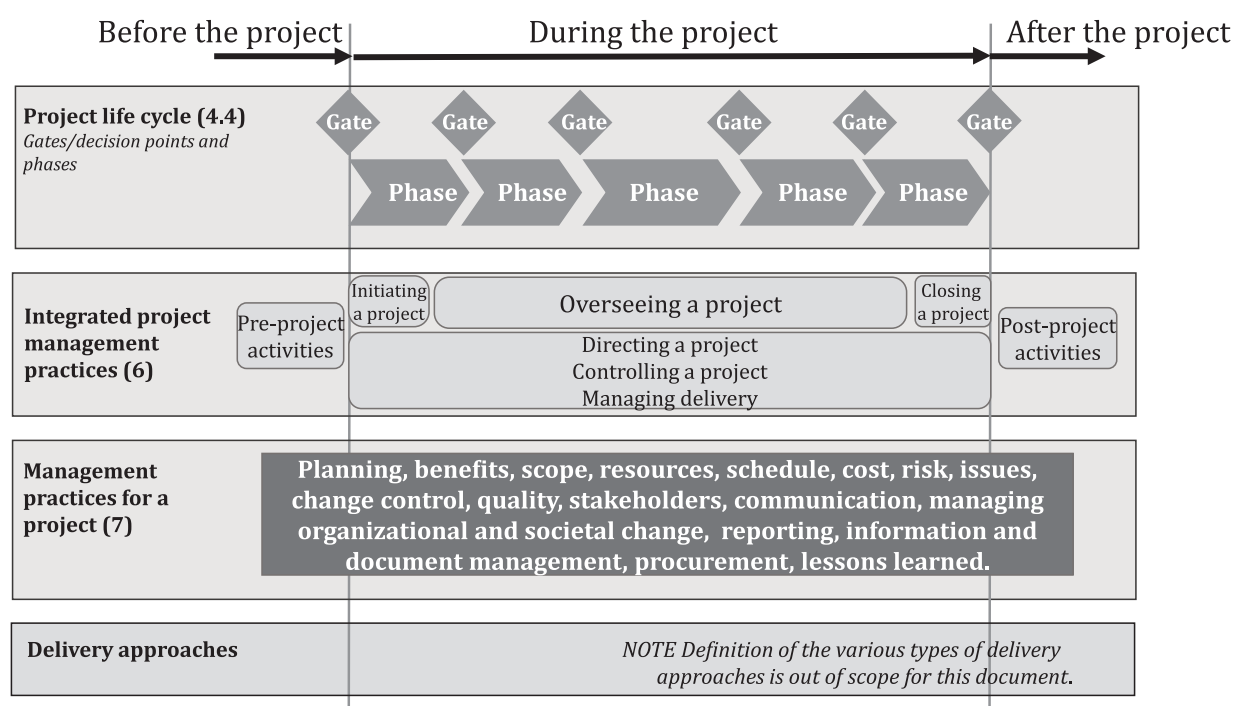 Before the project
During the project
After the project
Project life cycle (4.4)
Gates/decision points and
phases
Gate
Gate
Gate
Gate
Gate
Gate
Phase
Phase
Phase
Phase
Phase
Integrated project
management
practices (6)
Pre-project
activities
Initiating
a project
Overseeing a project
Closing
a project
Directing a project
Controlling a project
Managing delivery
Post-project
activities
Management
practices for a
project (7)
Planning, benefits, scope, resources, schedule, cost, risk, issues,
change control, quality, stakeholders, communication, managing
organizational and societal change, reporting, information and
document management, procurement, lessons learned.
Delivery approaches
NOTE Definition of the various types of delivery
approaches is out of scope for this document.